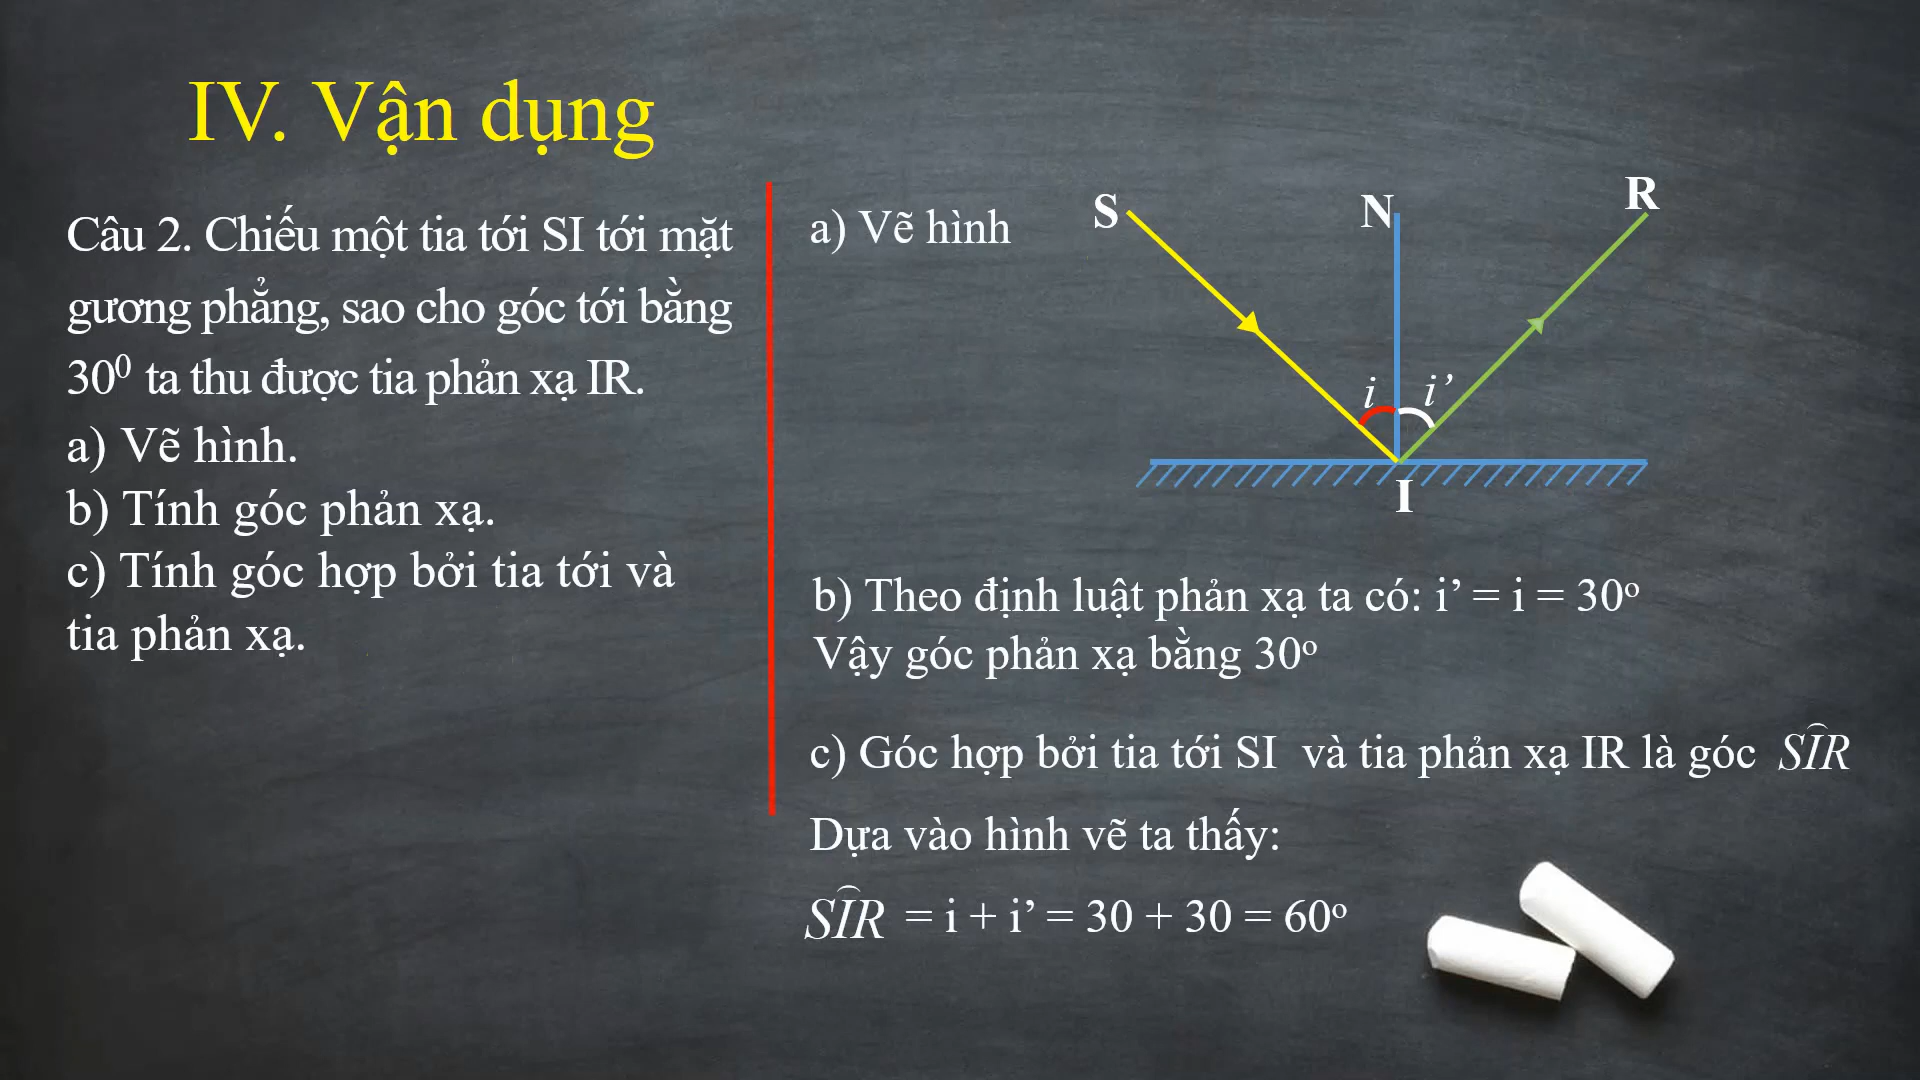 IV. Vận dụng
Câu 2. Chiếu một tia tới SI tới mặt
gương phẳng, sao cho góc tới bằng
30⁰ ta thu được tia phản xạ IR.
a) Vẽ hình.
b) Tính góc phản xạ.
c) Tính góc hợp bởi tia tới và
tia phản xạ.
a) Vẽ hình
S
N
R
i
i’
I
b) Theo định luật phản xạ ta có: i’ = i = 30ᵒ
Vậy góc phản xạ bằng 30ᵒ
c) Góc hợp bởi tia tới SI và tia phản xạ IR là góc SÎR
Dựa vào hình vẽ ta thấy:
SÎR = i + i’ = 30 + 30 = 60ᵒ